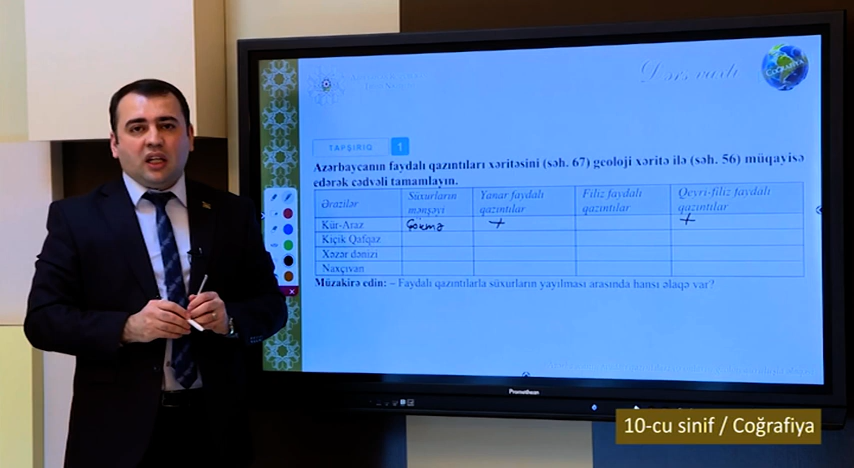 Dərs vaxtı
COĞRAFİYA
TAPŞIRIQ 1
Azərbaycanın faydalı qazıntıları xəritəsini (səh. 67) geoloji xəritə ilə (səh. 56) müqayisə
edərək cədvəli tamamlayın.
Ərazilər Süxurların mənşəyi Yanar faydalı qazıntılar Filiz faydalı qazıntılar Qeyri-filiz faydalı qazıntılar
Kür-Araz Çökmə + +
Kiçik Qafqaz
Xəzər dənizi
Naxçıvan
Müzakirə edin: – Faydalı qazıntılarla süxurların yayılması arasında hansı əlaqə var?
Promethean
10-cu sinif / Coğrafiya